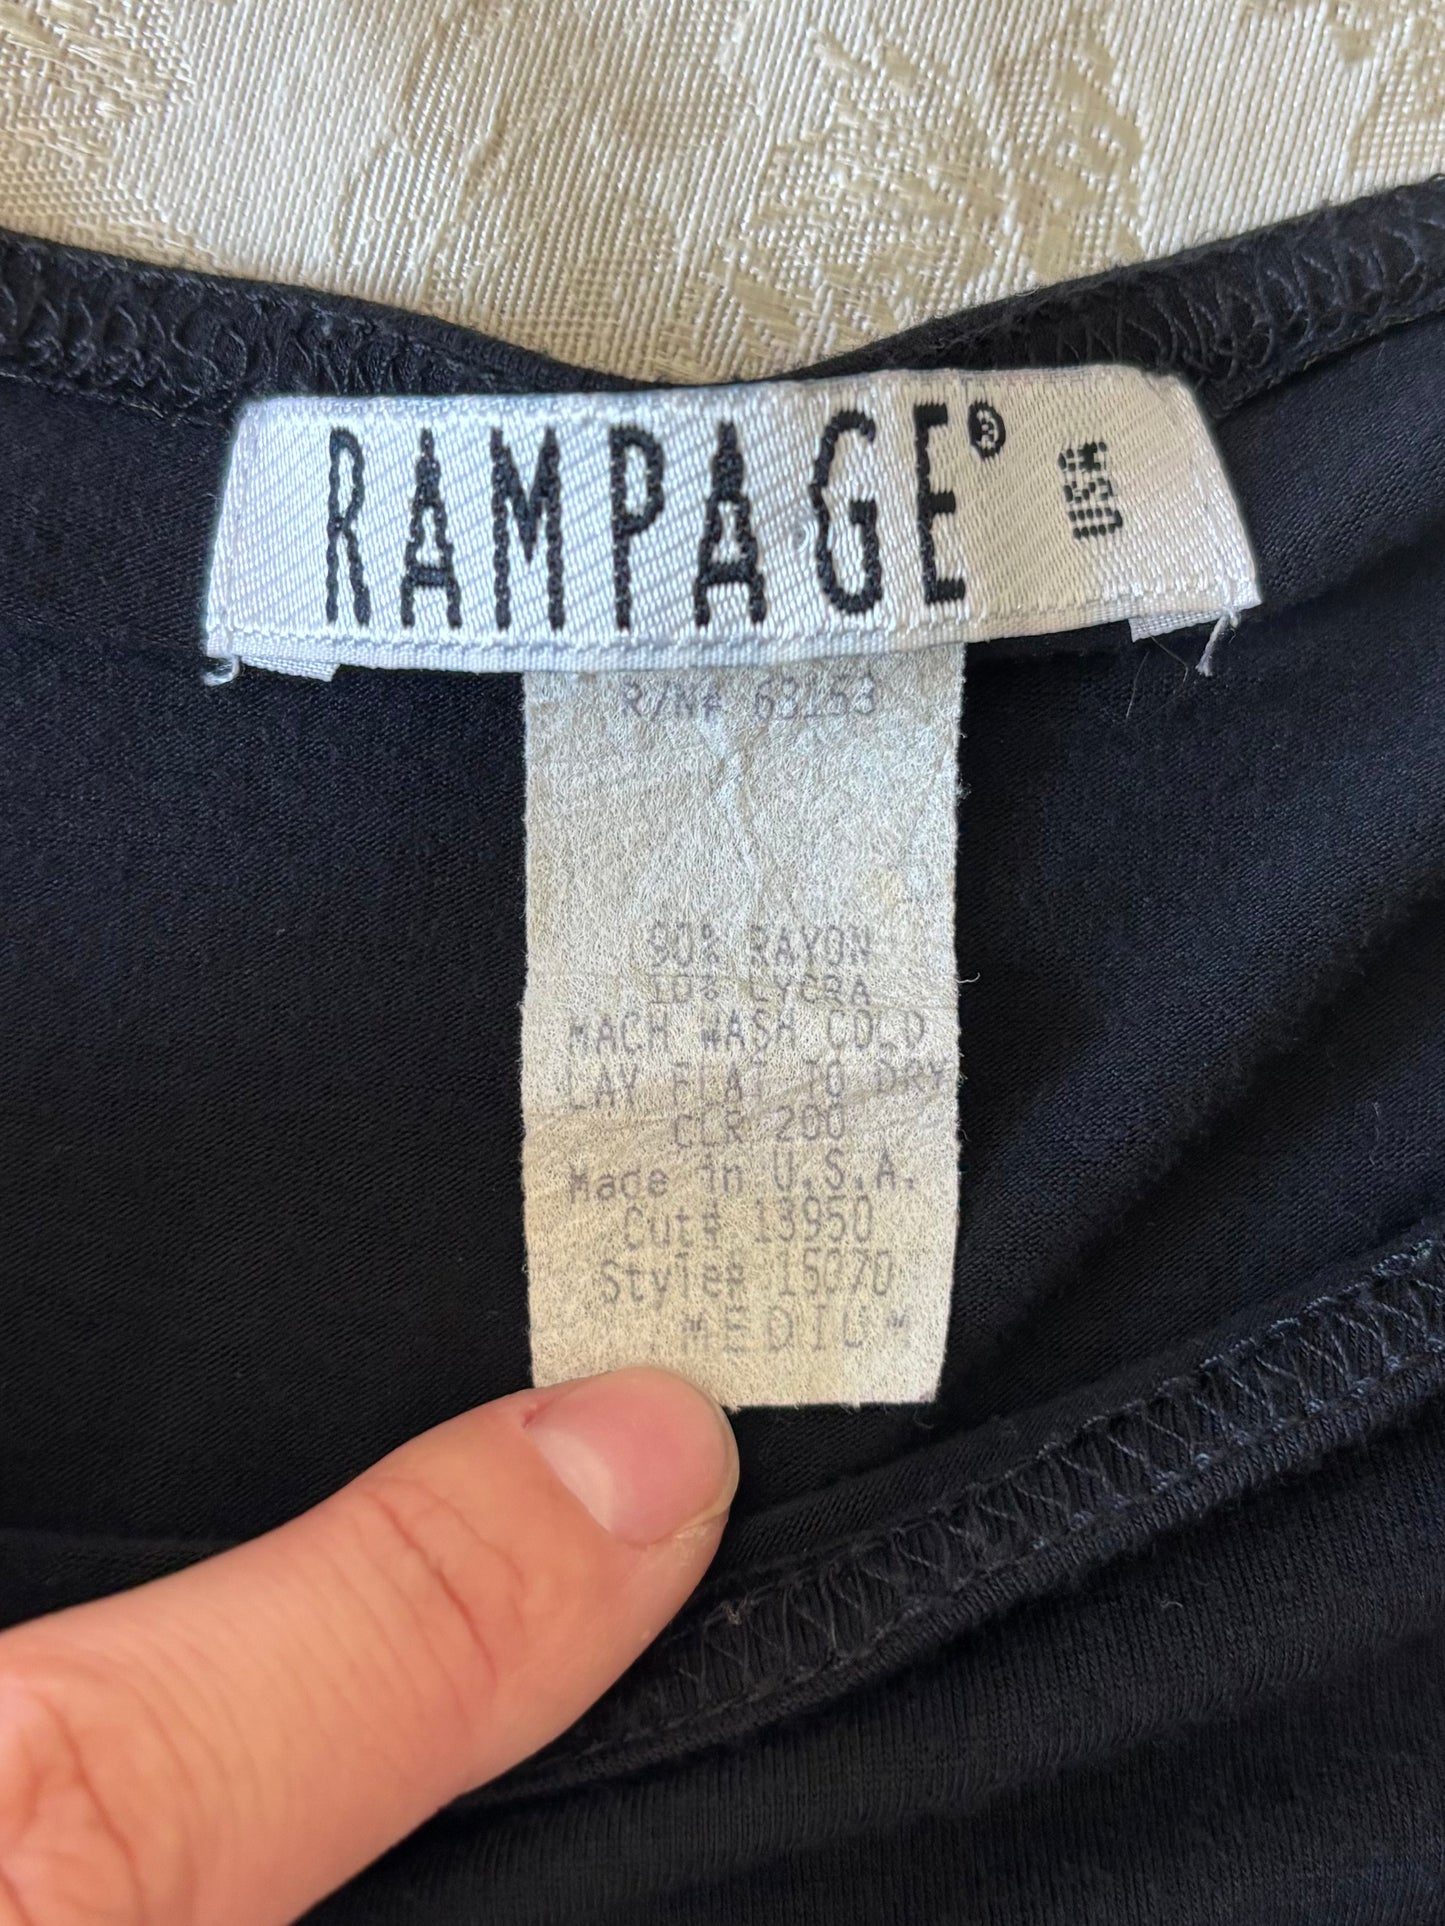 RAMPAGE® USA
R/N# 63153
90% RAYON
10% LYCRA
MACH WASH COLD
LAY FLAT TO DRY
CLR 200
Made in U.S.A.
Cut# 13950
Style# 15070